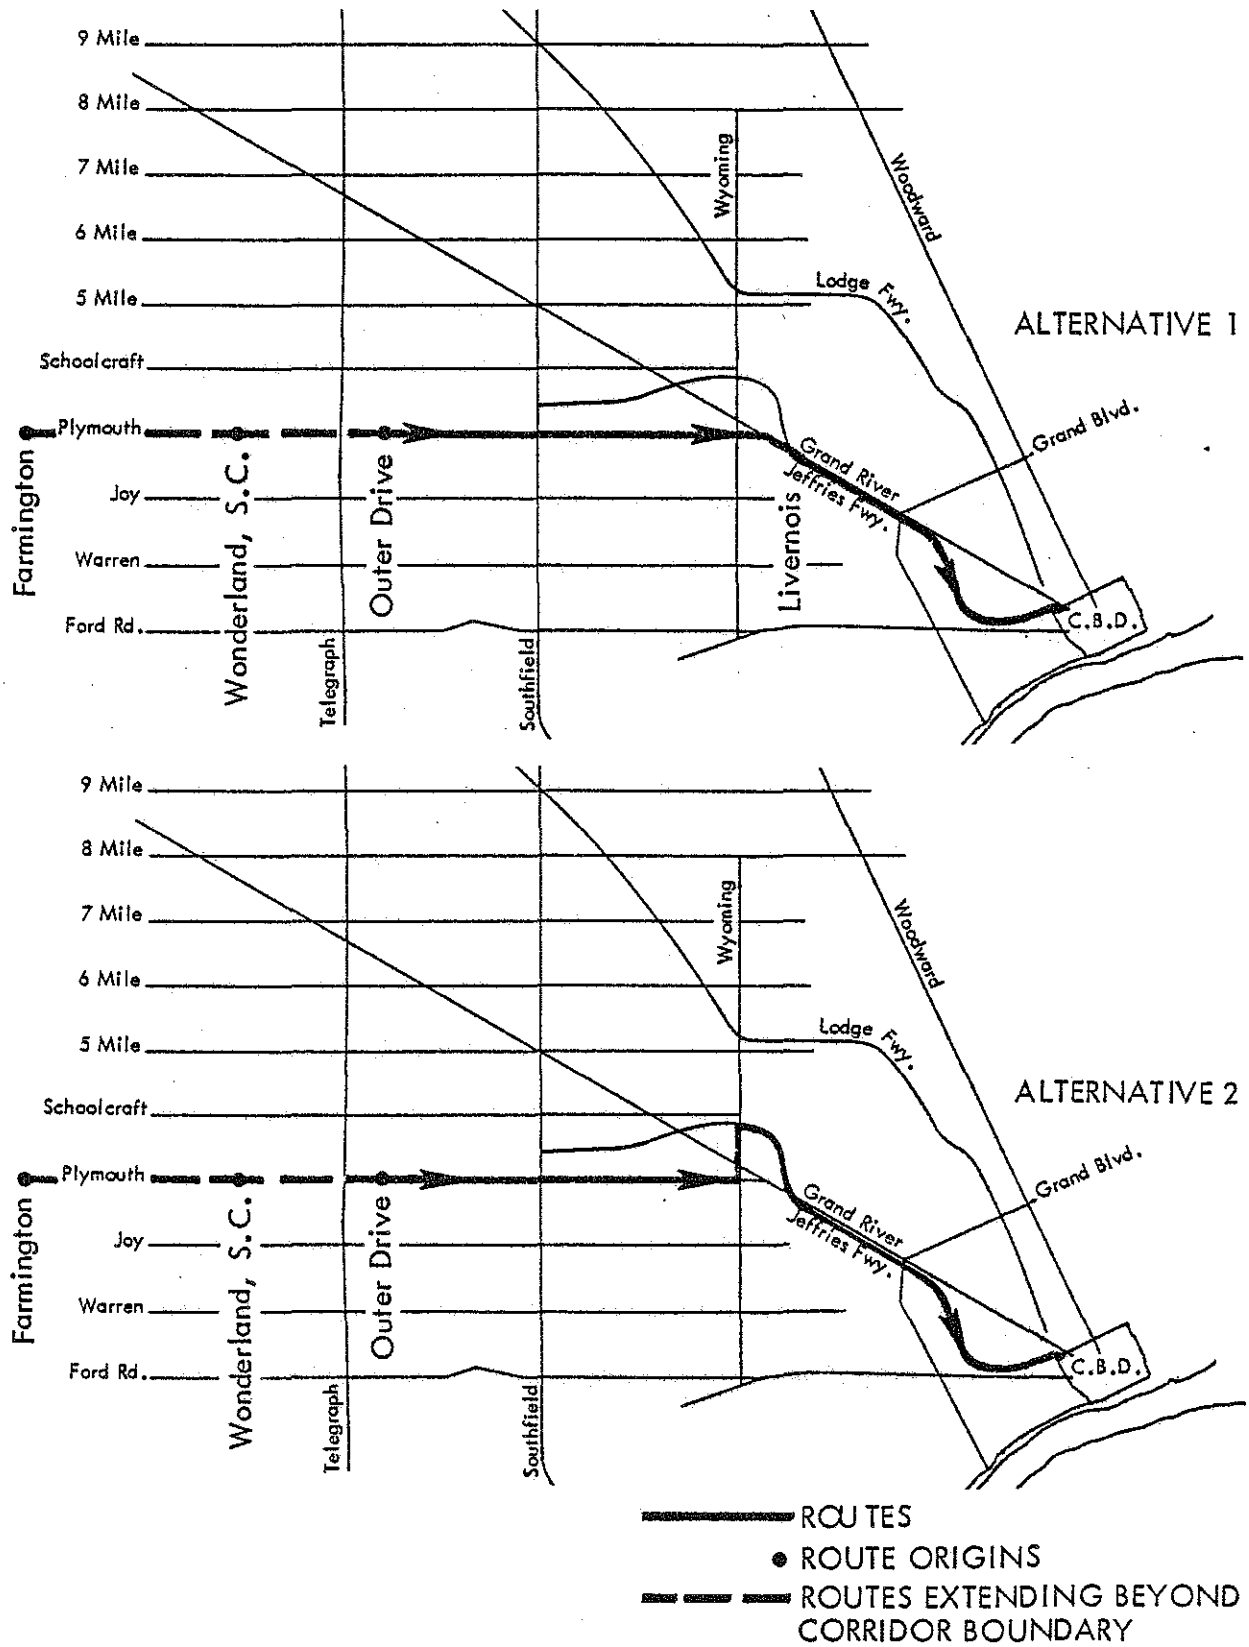 9 Mile
8 Mile
7 Mile
6 Mile
5 Mile
Schoolcraft
Plymouth
Joy
Warren
Ford Rd.
Farmington
Wonderland, S.C.
Outer Drive
Telegraph
Southfield
Wyoming
Livernois
Woodward
Lodge Fwy.
ALTERNATIVE 1
Grand Blvd.
Grand River
Jeffries Fwy.
C.B.D.
9 Mile
8 Mile
7 Mile
6 Mile
5 Mile
Schoolcraft
Plymouth
Joy
Warren
Ford Rd.
Farmington
Wonderland, S.C.
Outer Drive
Telegraph
Southfield
Wyoming
Woodward
Lodge Fwy.
ALTERNATIVE 2
Grand Blvd.
Grand River
Jeffries Fwy.
C.B.D.
ROUTES
ROUTE ORIGINS
ROUTES EXTENDING BEYOND
CORRIDOR BOUNDARY